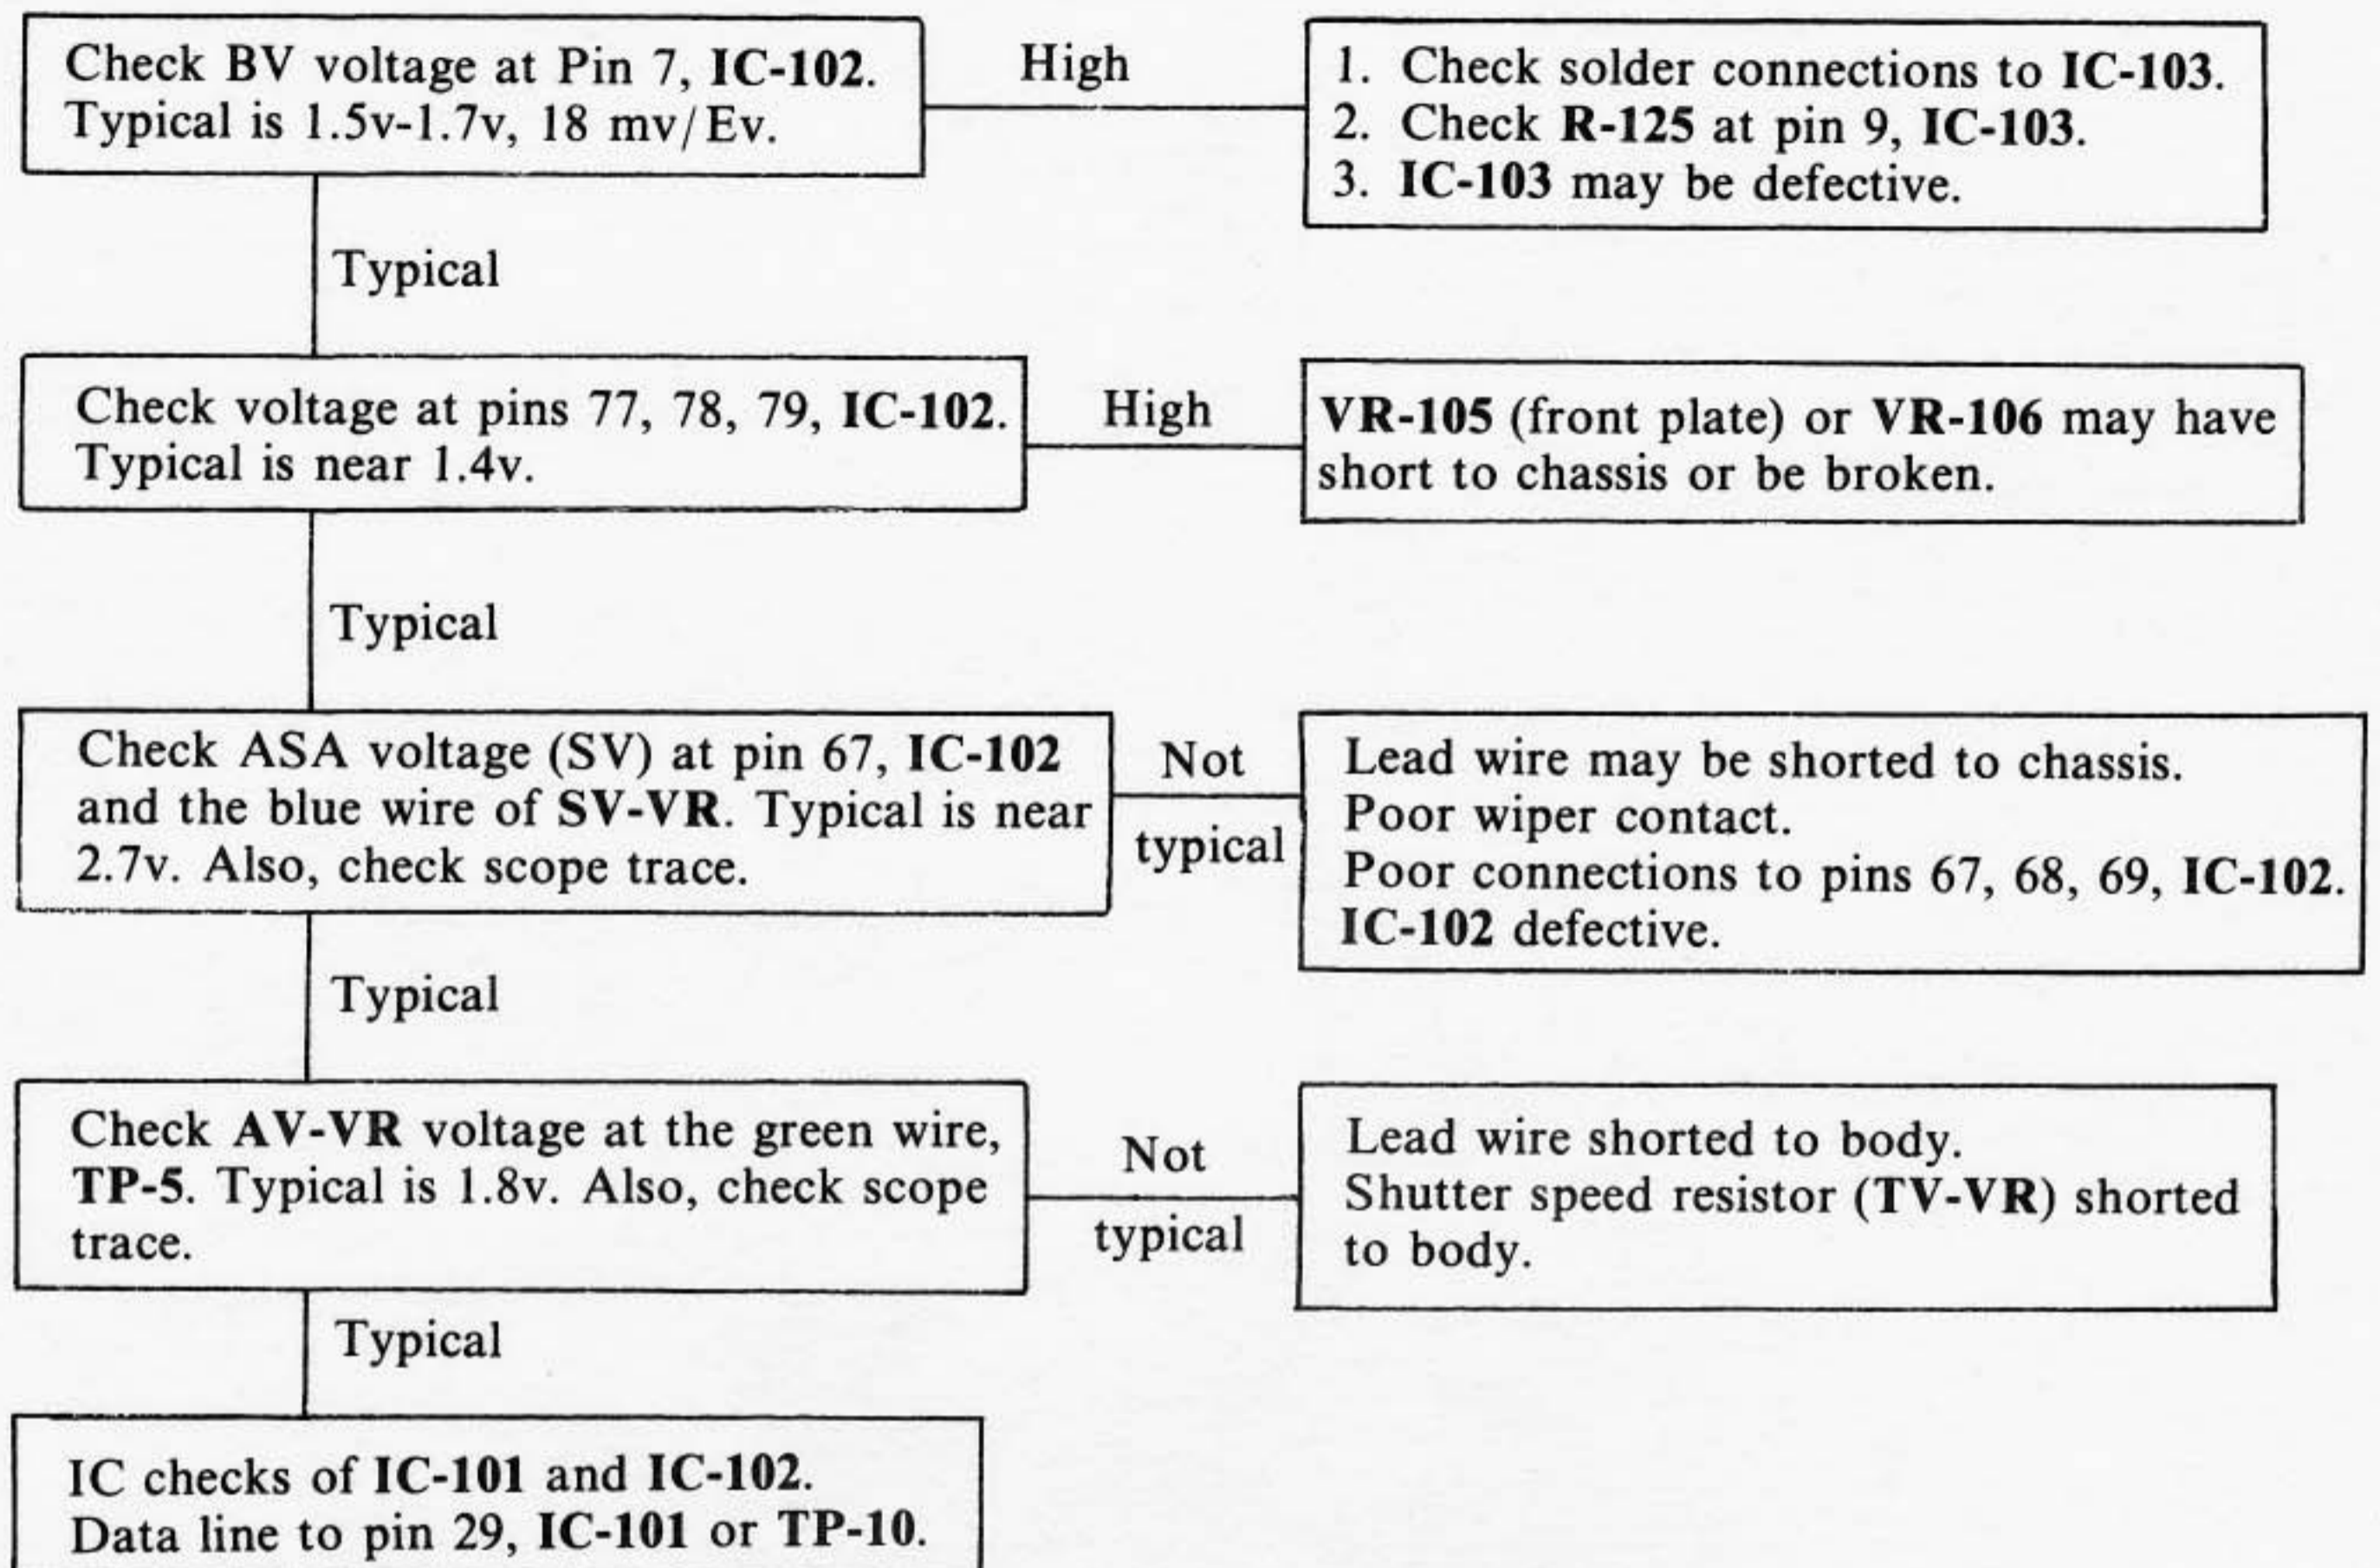 Check BV voltage at Pin 7, IC-102.
Typical is 1.5v-1.7v, 18 mv/Ev.
High
1. Check solder connections to IC-103.
2. Check R-125 at pin 9, IC-103.
3. IC-103 may be defective.
Typical
Check voltage at pins 77, 78, 79, IC-102.
Typical is near 1.4v.
High
VR-105 (front plate) or VR-106 may have
short to chassis or be broken.
Typical
Check ASA voltage (SV) at pin 67, IC-102
and the blue wire of SV-VR. Typical is near
2.7v. Also, check scope trace.
Not
typical
Lead wire may be shorted to chassis.
Poor wiper contact.
Poor connections to pins 67, 68, 69, IC-102.
IC-102 defective.
Typical
Check AV-VR voltage at the green wire,
TP-5. Typical is 1.8v. Also, check scope
trace.
Not
typical
Lead wire shorted to body.
Shutter speed resistor (TV-VR) shorted
to body.
Typical
IC checks of IC-101 and IC-102.
Data line to pin 29, IC-101 or TP-10.